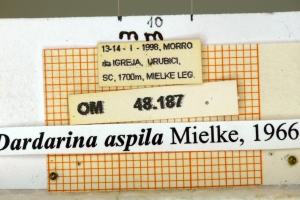 10
mm
13-14 - I - 1998, MORRO
da IGREJA, URUBICI,
SC, 1700m, MIELKE LEG.
OM 48.187
Dardarina aspila Mielke, 1966